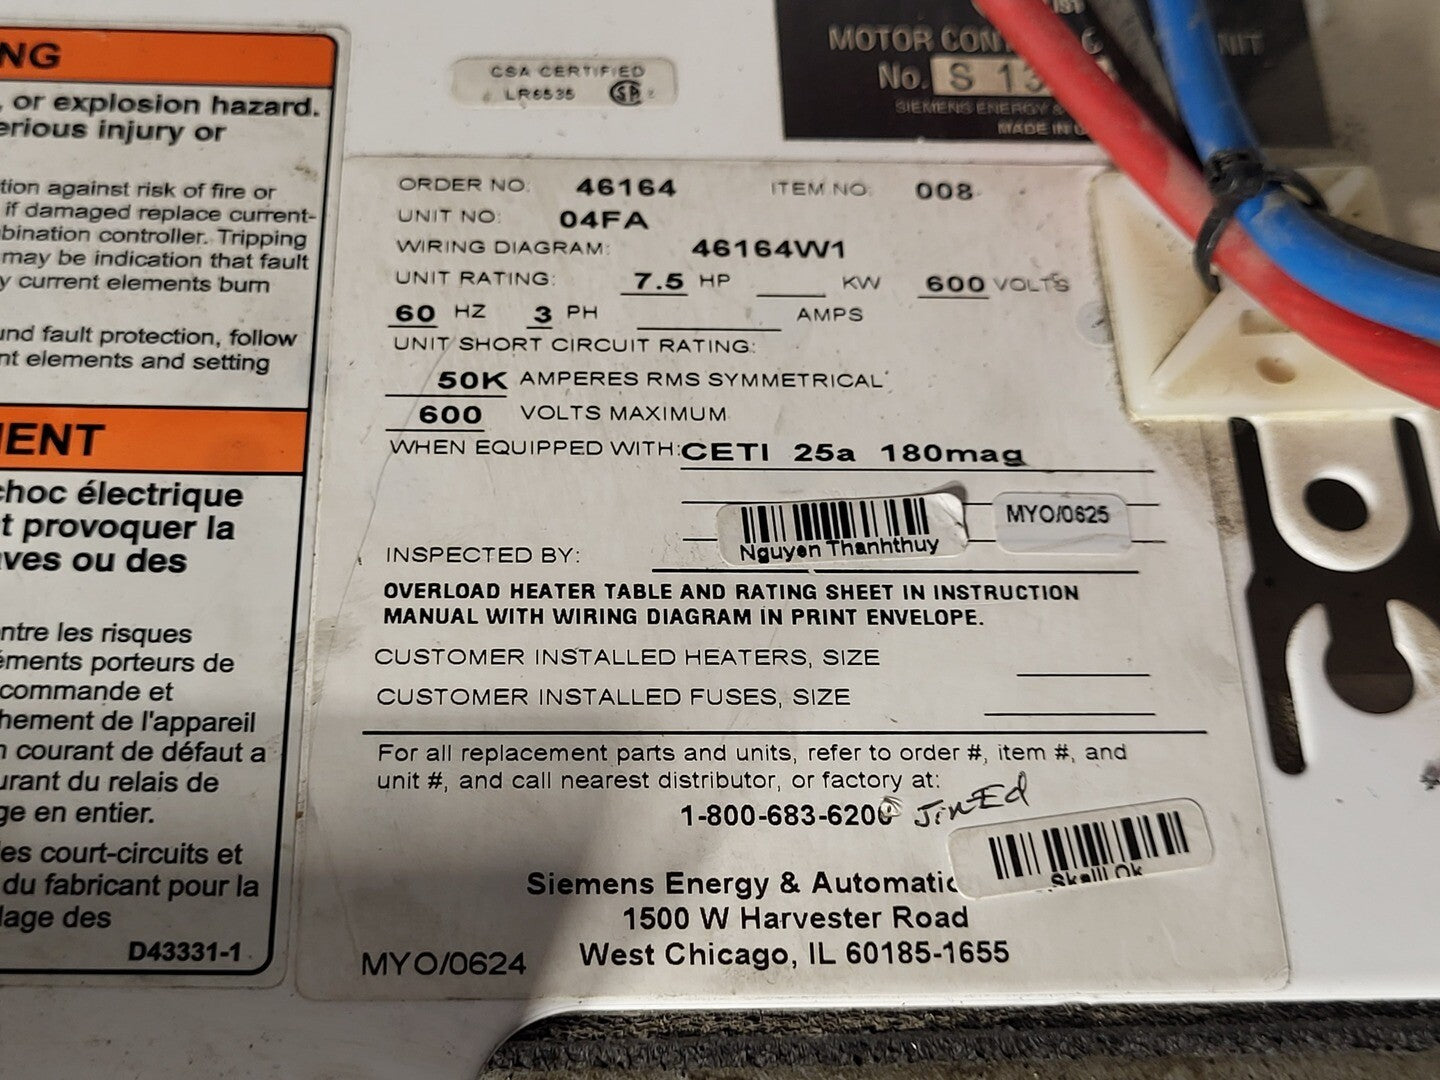 NG
, or explosion hazard.
erious injury or
tion against risk of fire or
if damaged replace current-
bination controller. Tripping
may be indication that fault
y current elements burn
und fault protection, follow
nt elements and setting
ENT
choc électrique
t provoquer la
aves ou des
ntre les risques
éments porteurs de
commande et
hement de l'appareil
n courant de défaut a
urant du relais de
ge en entier.
es court-circuits et
du fabricant pour la
lage des
D43331-1
CSA CERTIFIED
LR6535
MOTOR CON
NIT
No. S 13
SIEMENS ENERGY &
MADE IN U
ORDER NO: 46164 ITEM NO: 008
UNIT NO: 04FA
WIRING DIAGRAM: 46164W1
UNIT RATING: 7.5 HP ____ KW 600 VOLTS
60 HZ 3 PH ____ AMPS
UNIT SHORT CIRCUIT RATING:
50K AMPERES RMS SYMMETRICAL
600 VOLTS MAXIMUM
WHEN EQUIPPED WITH: CETI 25a 180mag
MYO/0625
Nguyen Thanhthuy
INSPECTED BY:
OVERLOAD HEATER TABLE AND RATING SHEET IN INSTRUCTION
MANUAL WITH WIRING DIAGRAM IN PRINT ENVELOPE.
CUSTOMER INSTALLED HEATERS, SIZE
CUSTOMER INSTALLED FUSES, SIZE
For all replacement parts and units, refer to order #, item #, and
unit #, and call nearest distributor, or factory at:
1-800-683-6200
Siemens Energy & Automatic
1500 W Harvester Road
West Chicago, IL 60185-1655
MYO/0624